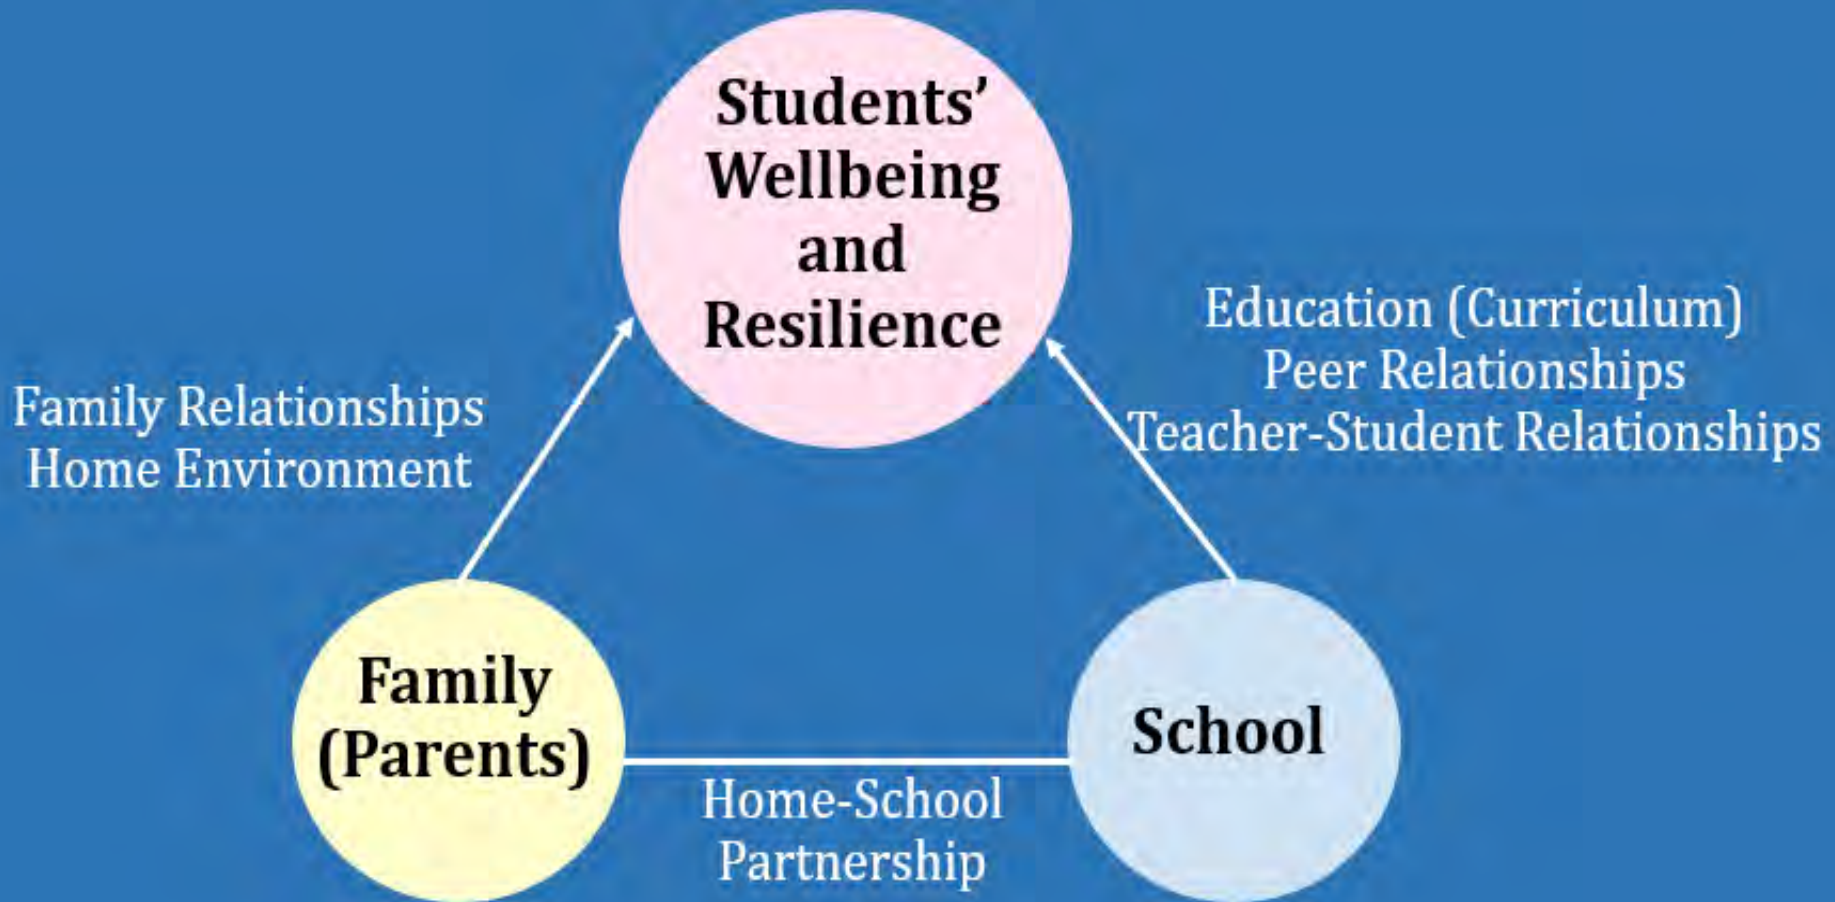 Students’
Wellbeing
and
Resilience
Education (Curriculum)
Peer Relationships
Teacher-Student Relationships
Family Relationships
Home Environment
Family
(Parents)
School
Home-School
Partnership